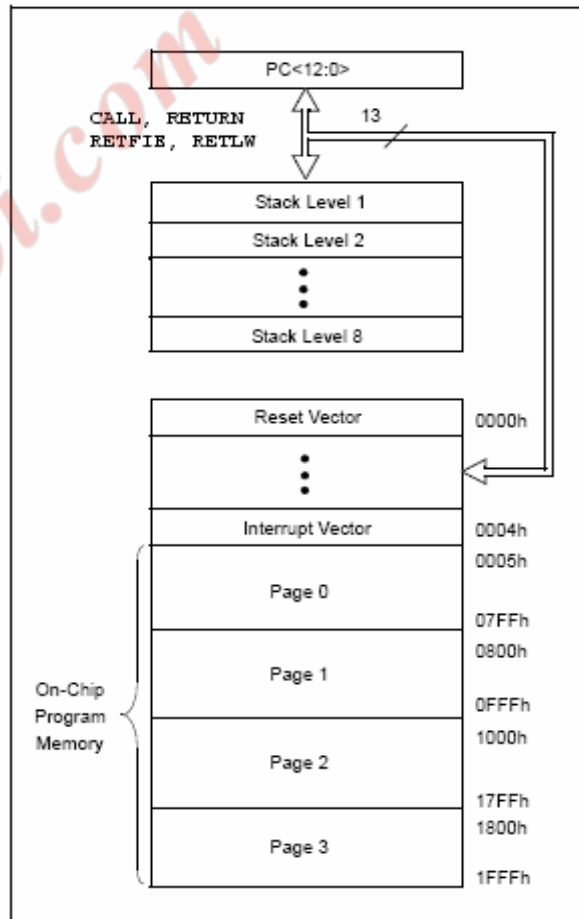 PC<12:0>
CALL, RETURN
RETFIE, RETLW
13
Stack Level 1
Stack Level 2
Stack Level 8
Reset Vector
0000h
Interrupt Vector
0004h
0005h
Page 0
07FFh
0800h
Page 1
0FFFh
On-Chip
Program
Memory
1000h
Page 2
17FFh
1800h
Page 3
1FFFh
i.com